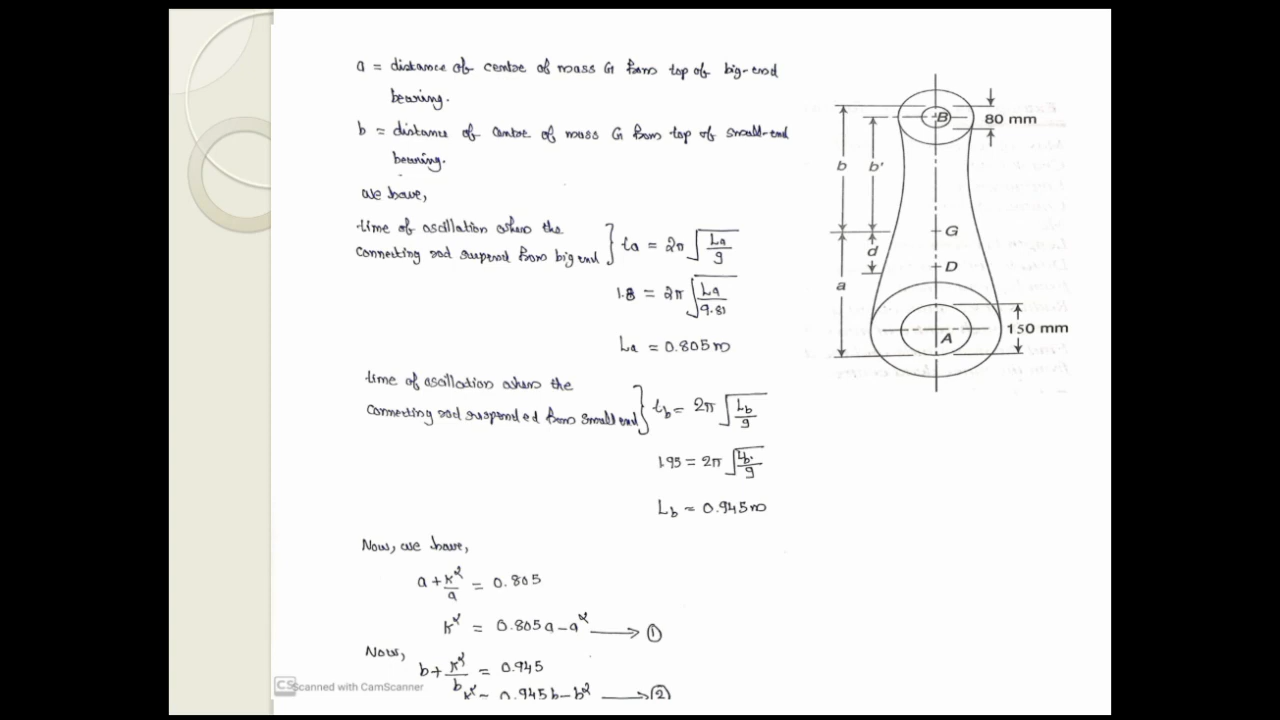 a = distance of centre of mass G from top of big-end
bearing.
b = distance of centre of mass G from top of small-end
bearing.
we have,
time of oscillation when the
connecting rod suspend from big end } ta = 2π √(La/g)
1.8 = 2π √(La/9.81)
La = 0.805m
time of oscillation when the
connecting rod suspended from small end } tb = 2π √(Lb/g)
1.95 = 2π √(Lb/g)
Lb = 0.945m
Now, we have,
a + k²/a = 0.805
k² = 0.805a - a² → ①
Now,
b + k²/b = 0.945
k² = 0.945b - b² → ②
B
80 mm
b b'
G
d
D
a
150 mm
A
CS Scanned with CamScanner